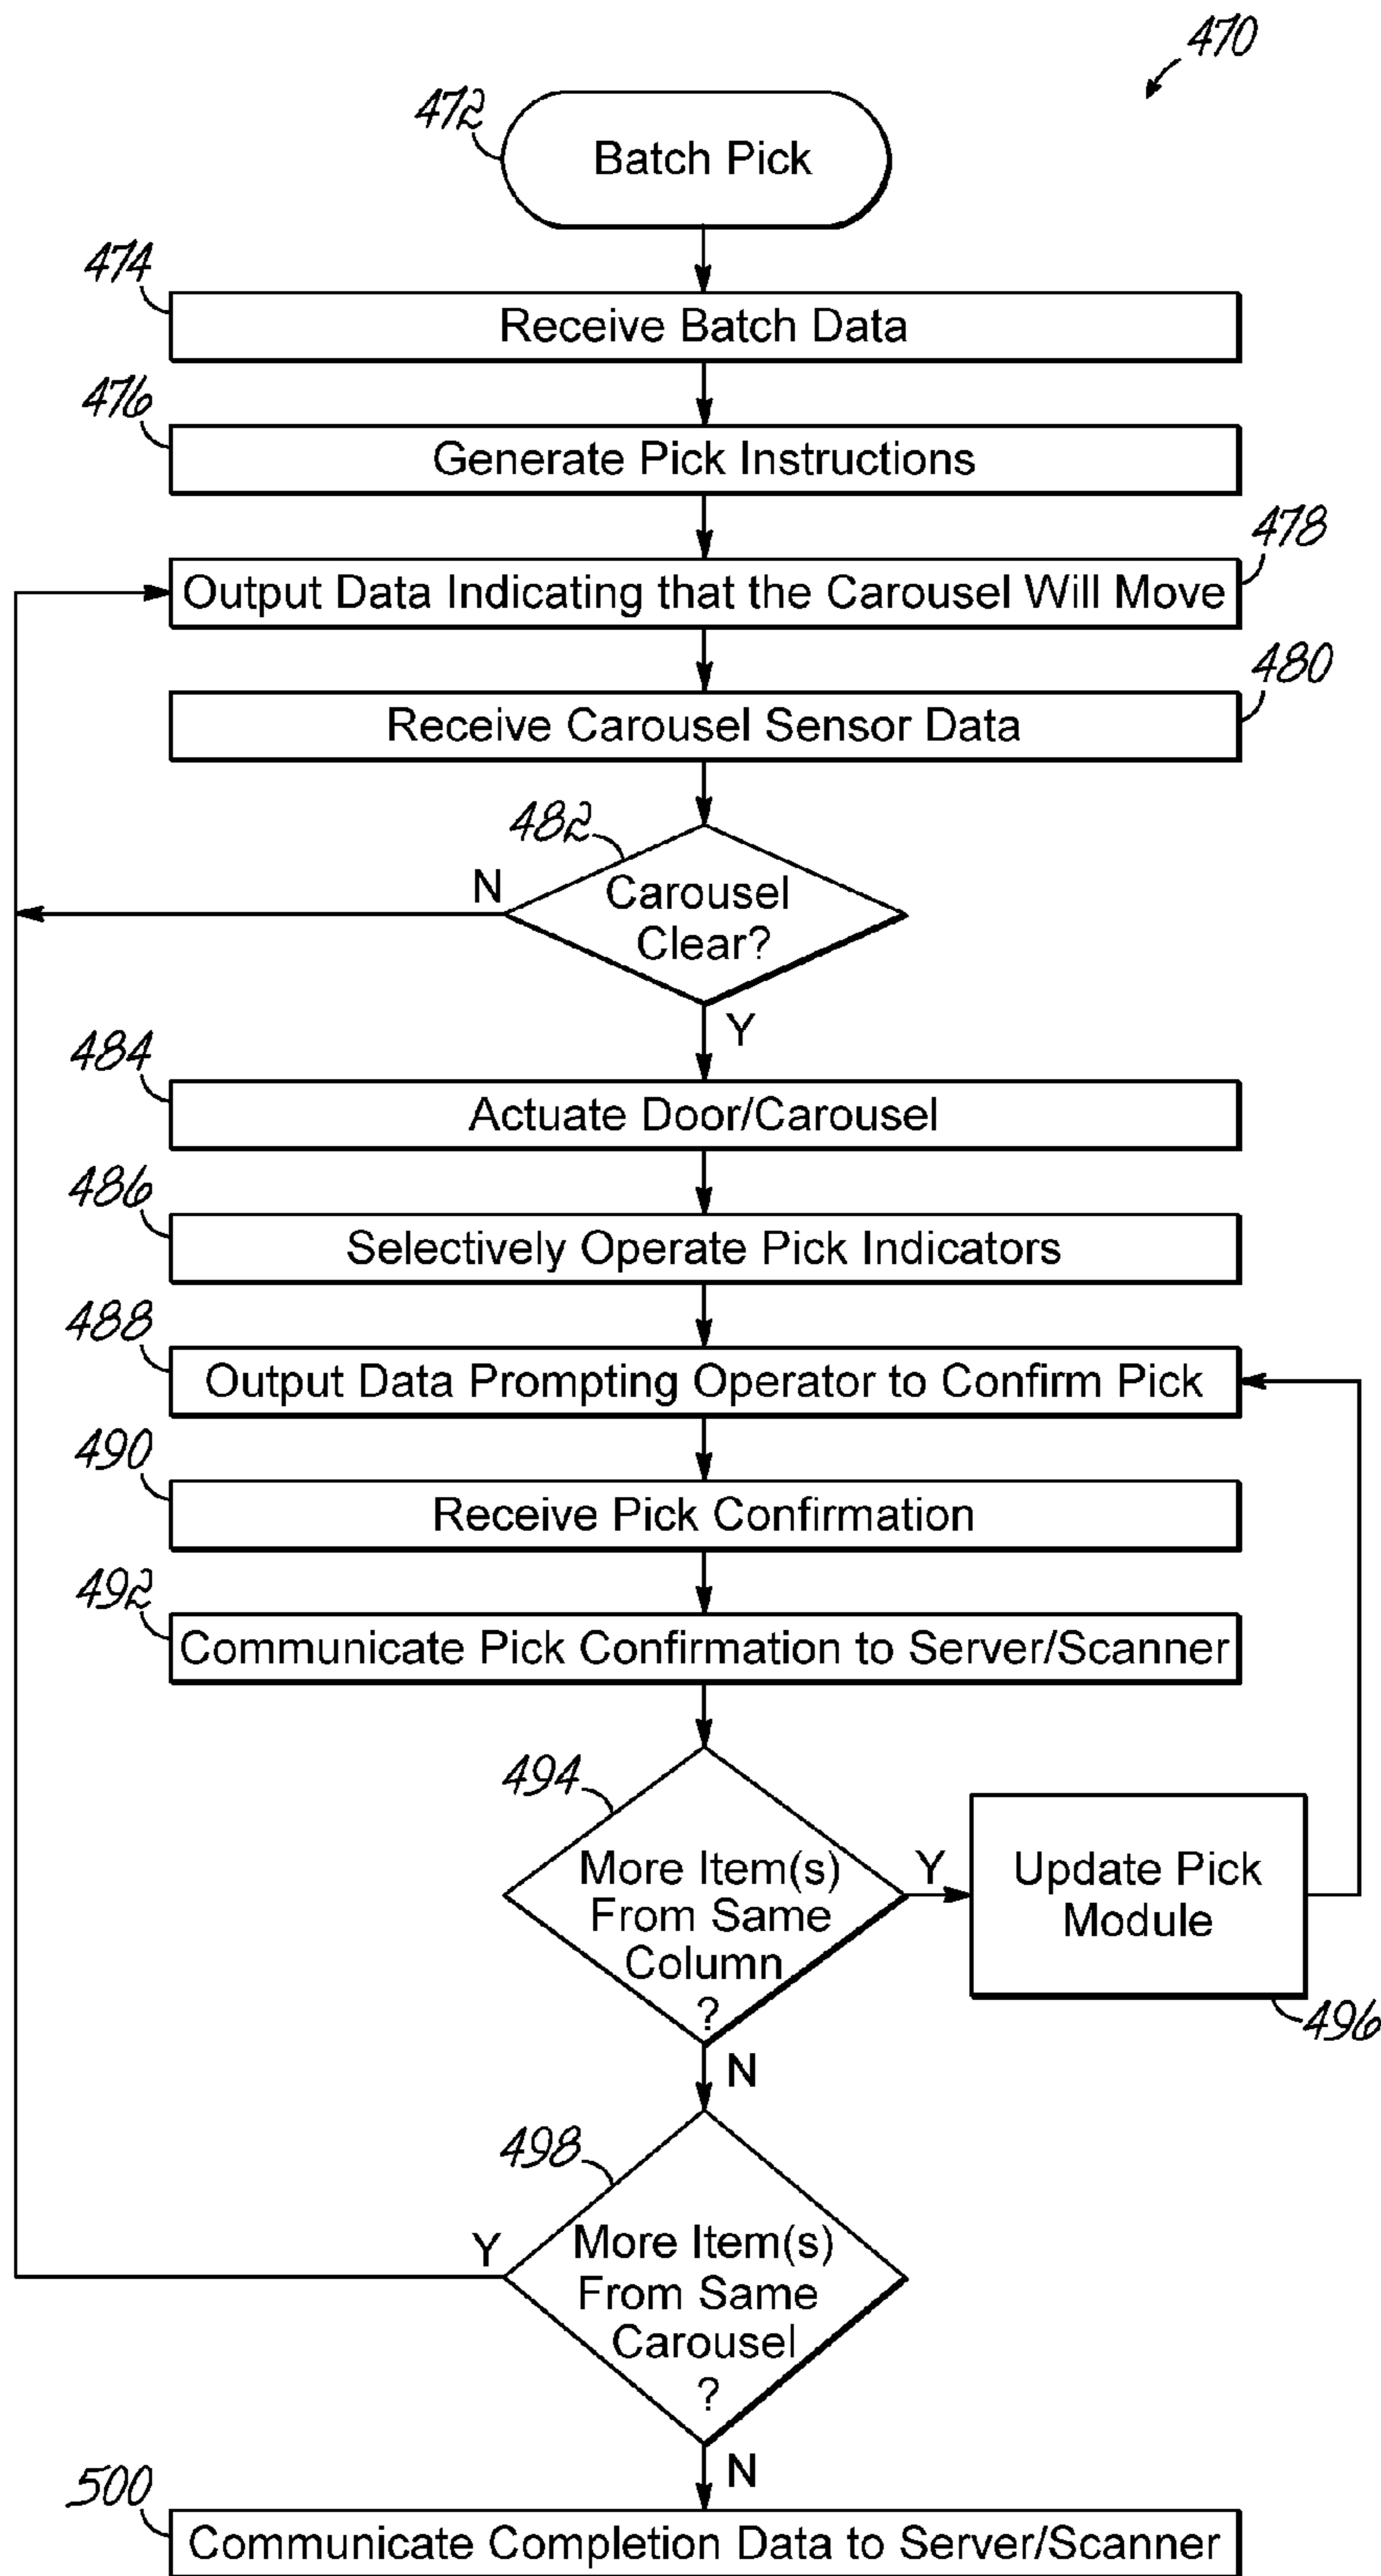 470
472
Batch Pick
474
Receive Batch Data
476
Generate Pick Instructions
478
Output Data Indicating that the Carousel Will Move
480
Receive Carousel Sensor Data
482
N
Carousel
Clear?
Y
484
Actuate Door/Carousel
486
Selectively Operate Pick Indicators
488
Output Data Prompting Operator to Confirm Pick
490
Receive Pick Confirmation
492
Communicate Pick Confirmation to Server/Scanner
494
More Item(s)
From Same
Column
?
Y
Update Pick
Module
496
N
498
Y
More Item(s)
From Same
Carousel
?
N
500
Communicate Completion Data to Server/Scanner